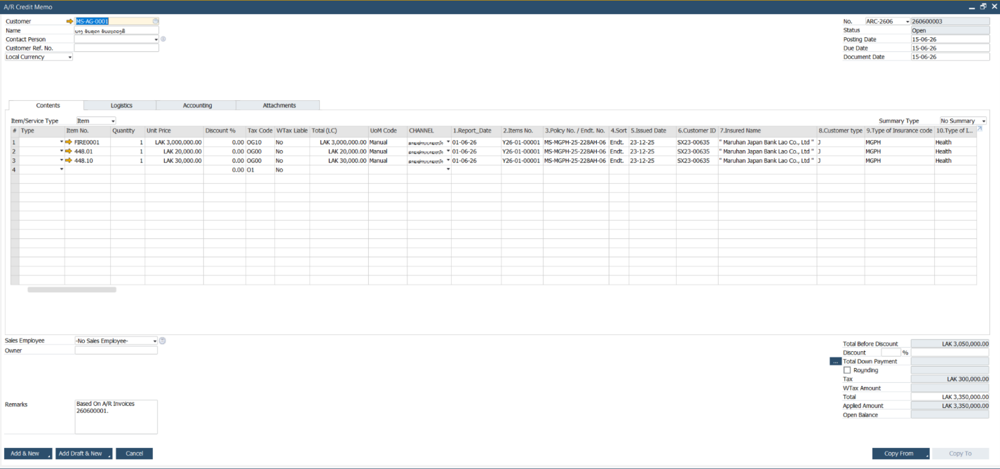 A/R Credit Memo
Customer MS-AG-0001
Name
Contact Person
Customer Ref. No.
Local Currency
No. ARC-2606 260600003
Status Open
Posting Date 15-06-26
Due Date 15-06-26
Document Date 15-06-26
Contents Logistics Accounting Attachments
Item/Service Type Item Summary Type No Summary
# Type Item No. Quantity Unit Price Discount % Tax Code WTax Liable Total (LC) UoM Code CHANNEL 1.Report_Date 2.Items No. 3.Policy No. / Endt. No. 4.Sort 5.Issued Date 6.Customer ID 7.Insured Name 8.Customer type 9.Type of Insurance code 10.Type of I...
1 FIRE0001 1 LAK 3,000,000.00 0.00 OG10 No LAK 3,000,000.00 Manual 01-06-26 Y26-01-00001 MS-MGPH-25-228AH-06 Endt. 23-12-25 SX23-00635 " Maruhan Japan Bank Lao Co., Ltd " J MGPH Health
2 448.01 1 LAK 20,000.00 0.00 OG00 No LAK 20,000.00 Manual 01-06-26 Y26-01-00001 MS-MGPH-25-228AH-06 Endt. 23-12-25 SX23-00635 " Maruhan Japan Bank Lao Co., Ltd " J MGPH Health
3 448.10 1 LAK 30,000.00 0.00 OG00 No LAK 30,000.00 Manual 01-06-26 Y26-01-00001 MS-MGPH-25-228AH-06 Endt. 23-12-25 SX23-00635 " Maruhan Japan Bank Lao Co., Ltd " J MGPH Health
4 0.00 O1 No
Sales Employee -No Sales Employee-
Owner
Total Before Discount LAK 3,050,000.00
Discount %
... Total Down Payment
Rounding
Tax LAK 300,000.00
WTax Amount
Total LAK 3,350,000.00
Applied Amount LAK 3,350,000.00
Open Balance
Remarks Based On A/R Invoices
260600001.
Add & New Add Draft & New Cancel Copy From Copy To